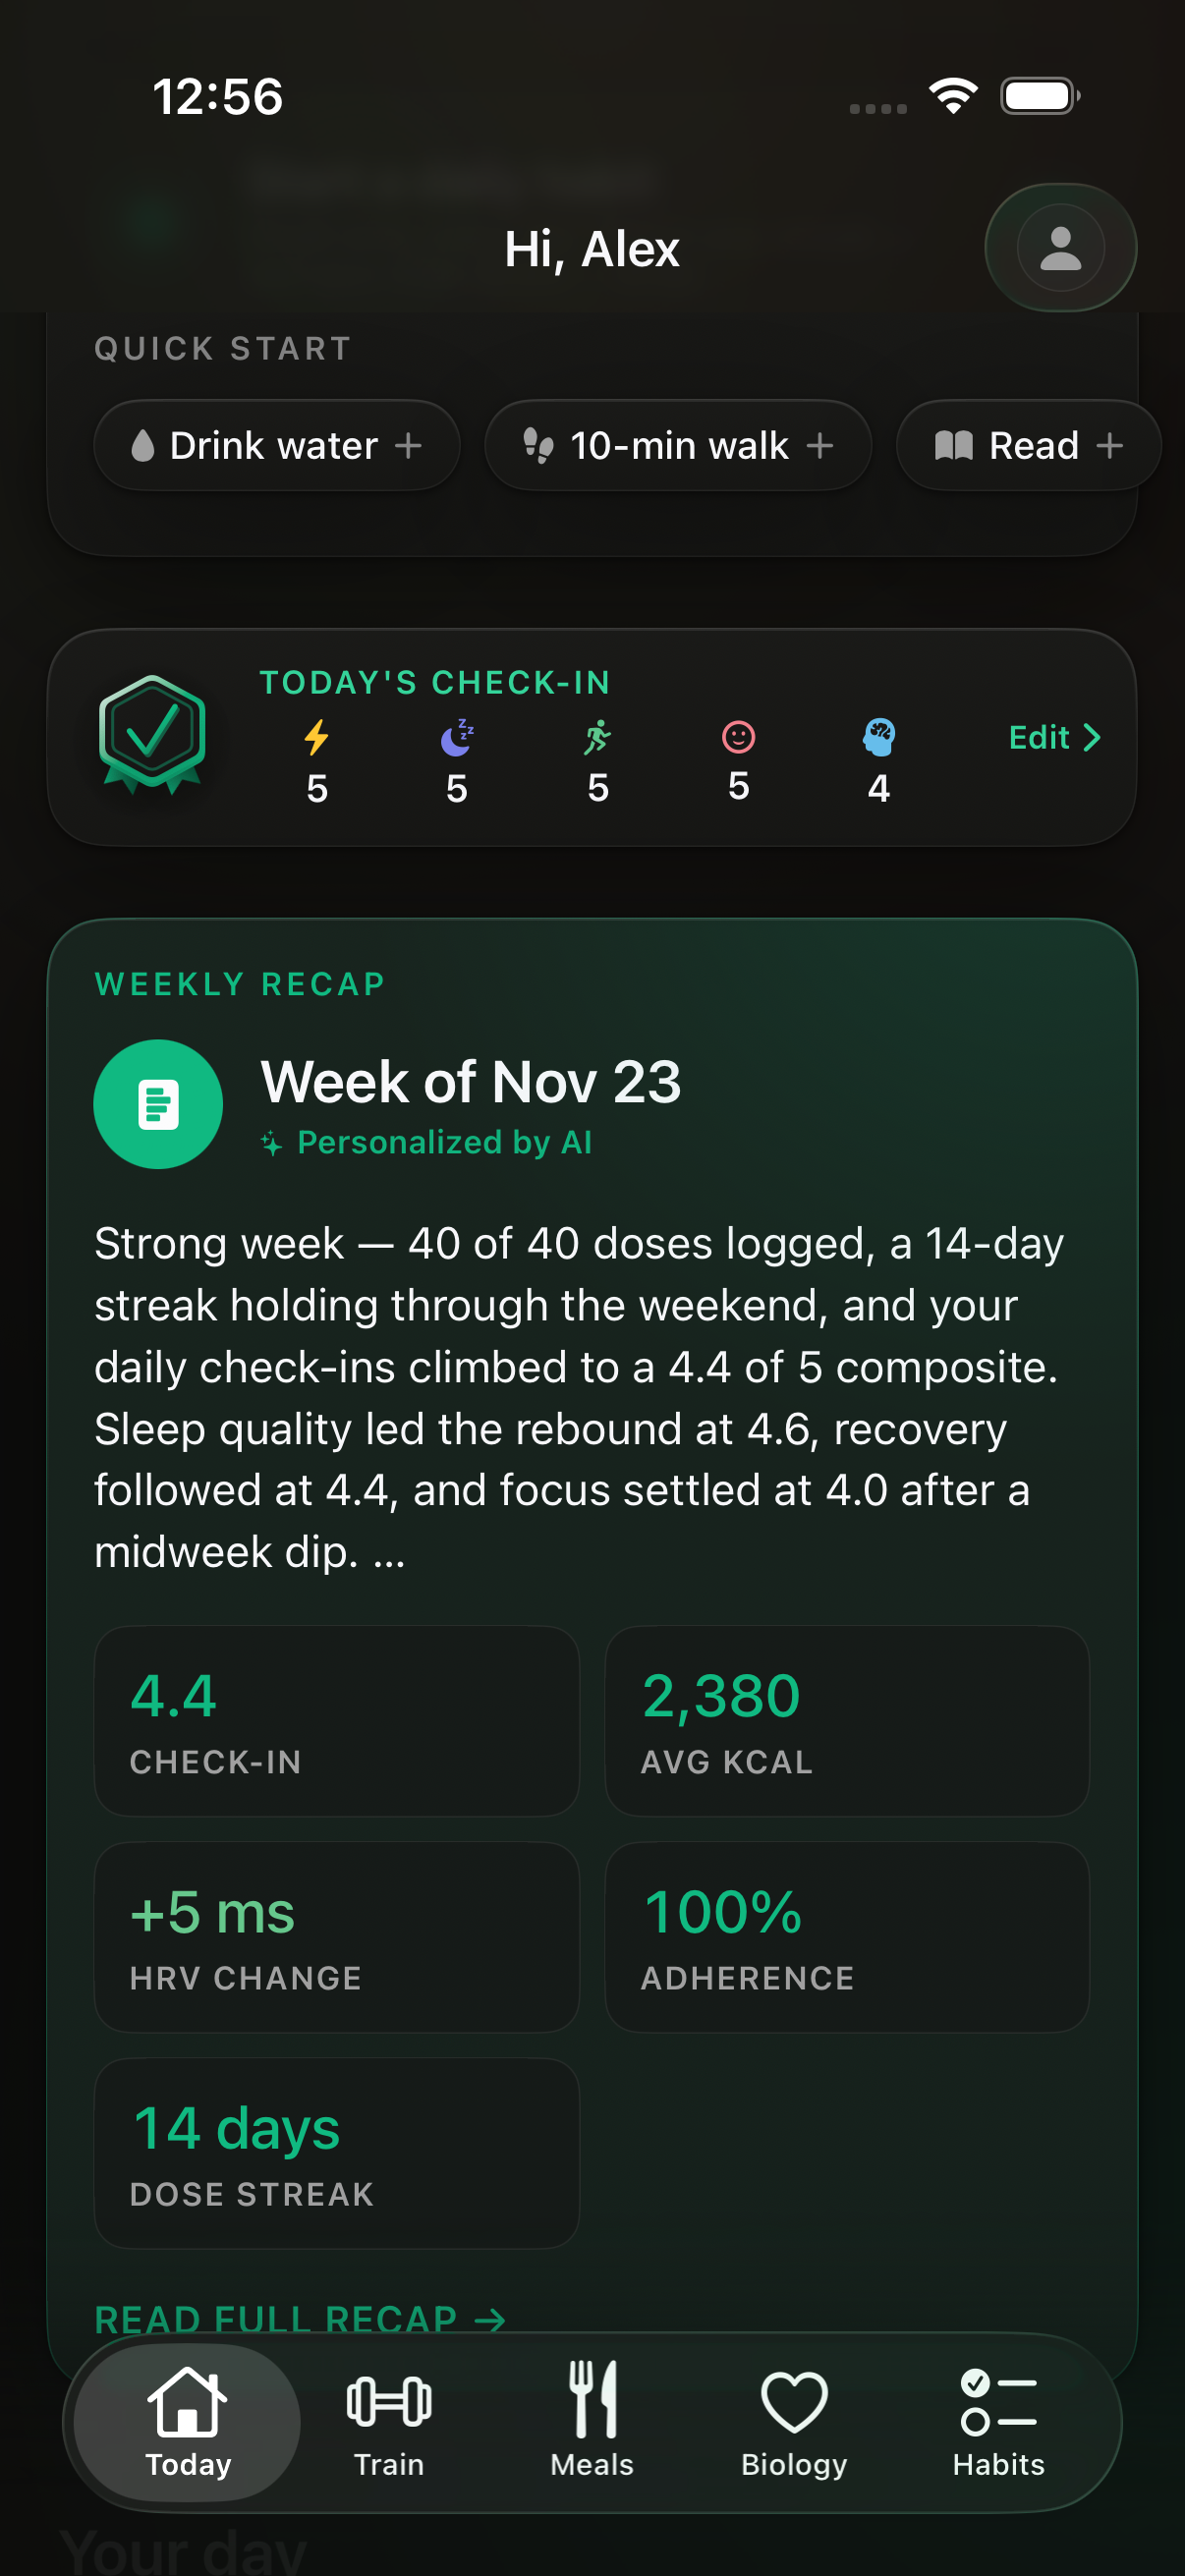 12:56
Hi, Alex
QUICK START
Drink water +
10-min walk +
Read +
TODAY'S CHECK-IN
5 5 5 5 4
Edit
WEEKLY RECAP
Week of Nov 23
Personalized by AI
Strong week — 40 of 40 doses logged, a 14-day
streak holding through the weekend, and your
daily check-ins climbed to a 4.4 of 5 composite.
Sleep quality led the rebound at 4.6, recovery
followed at 4.4, and focus settled at 4.0 after a
midweek dip. ...
4.4
CHECK-IN
2,380
AVG KCAL
+5 ms
HRV CHANGE
100%
ADHERENCE
14 days
DOSE STREAK
READ FULL RECAP →
Today
Train
Meals
Biology
Habits
Your day